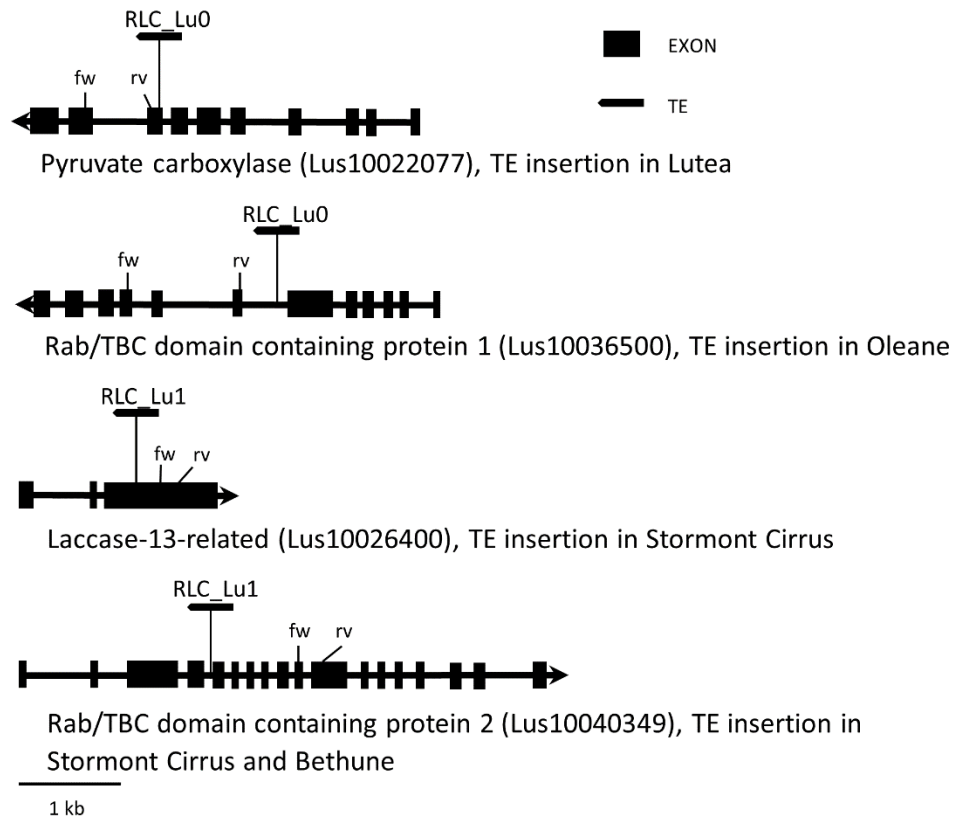 RLC_Lu0
EXON
fw
rv
TE
Pyruvate carboxylase (Lus10022077), TE insertion in Lutea
RLC_Lu0
fw
rv
Rab/TBC domain containing protein 1 (Lus10036500), TE insertion in Oleane
RLC_Lu1
fw
rv
Laccase-13-related (Lus10026400), TE insertion in Stormont Cirrus
RLC_Lu1
fw
rv
Rab/TBC domain containing protein 2 (Lus10040349), TE insertion in
Stormont Cirrus and Bethune
1 kb